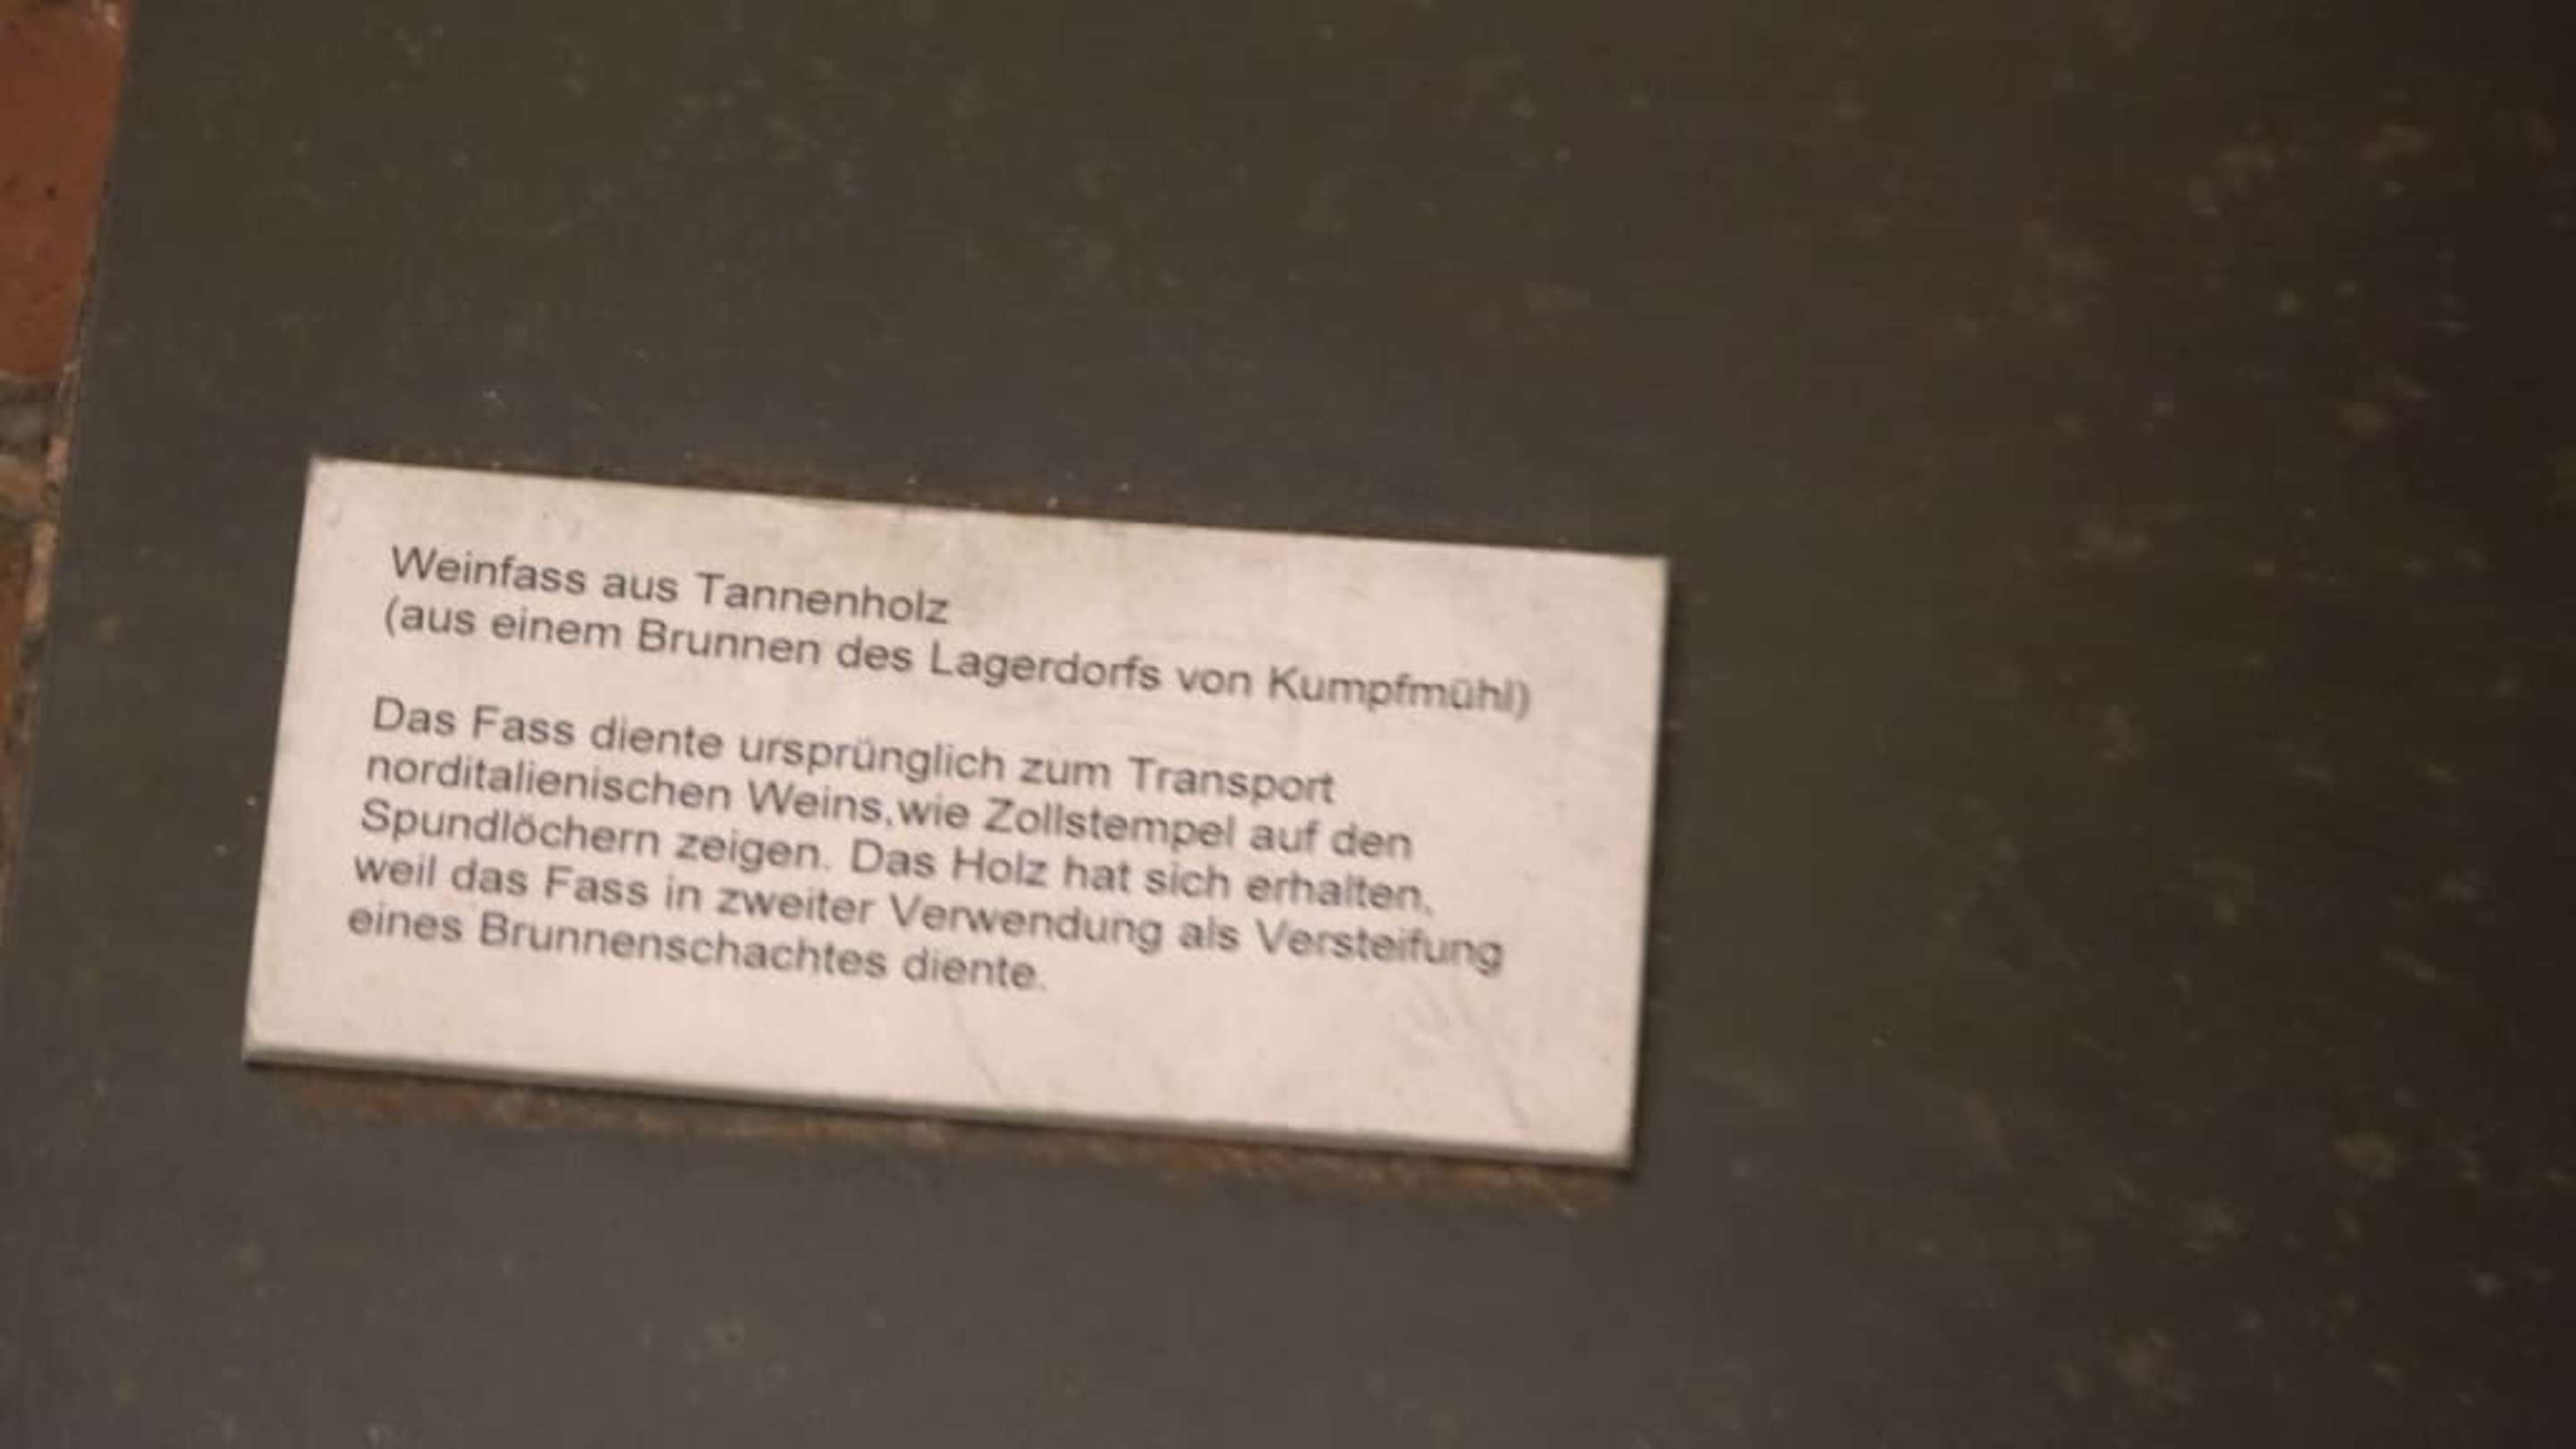 Weinfass aus Tannenholz
(aus einem Brunnen des Lagerdorfs von Kumpfmühl)
Das Fass diente ursprünglich zum Transport
norditalienischen Weins,wie Zollstempel auf den
Spundlöchern zeigen. Das Holz hat sich erhalten,
weil das Fass in zweiter Verwendung als Versteifung
eines Brunnenschachtes diente.